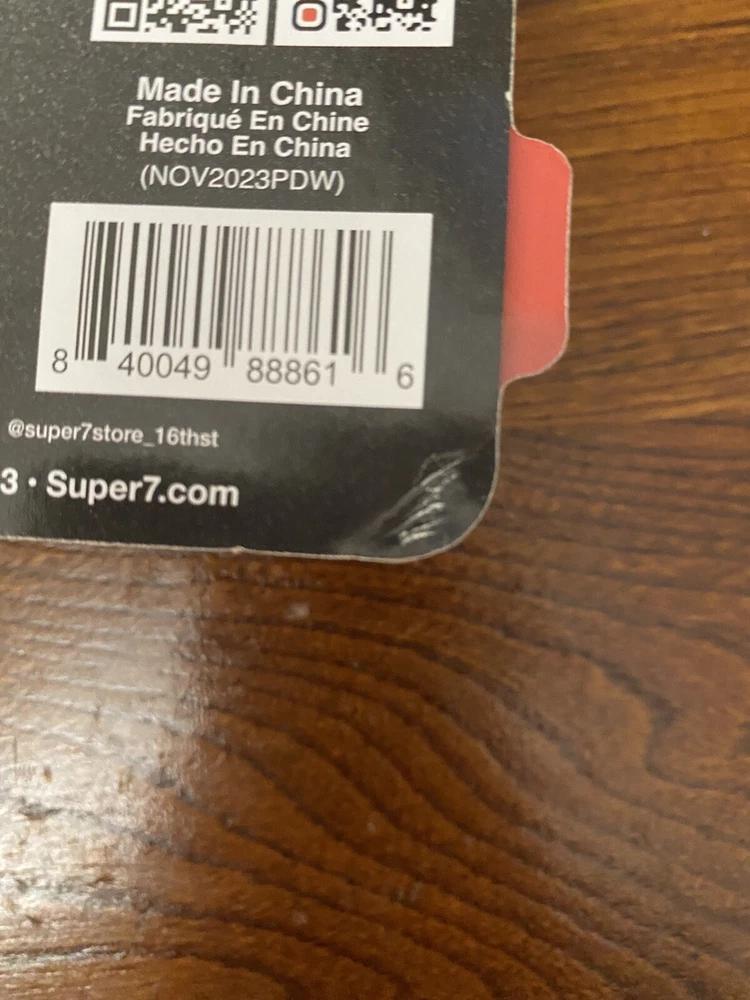 Made In China
Fabriqué En Chine
Hecho En China
(NOV2023PDW)
8 40049 88861 6
@super7store_16thst
3 · Super7.com